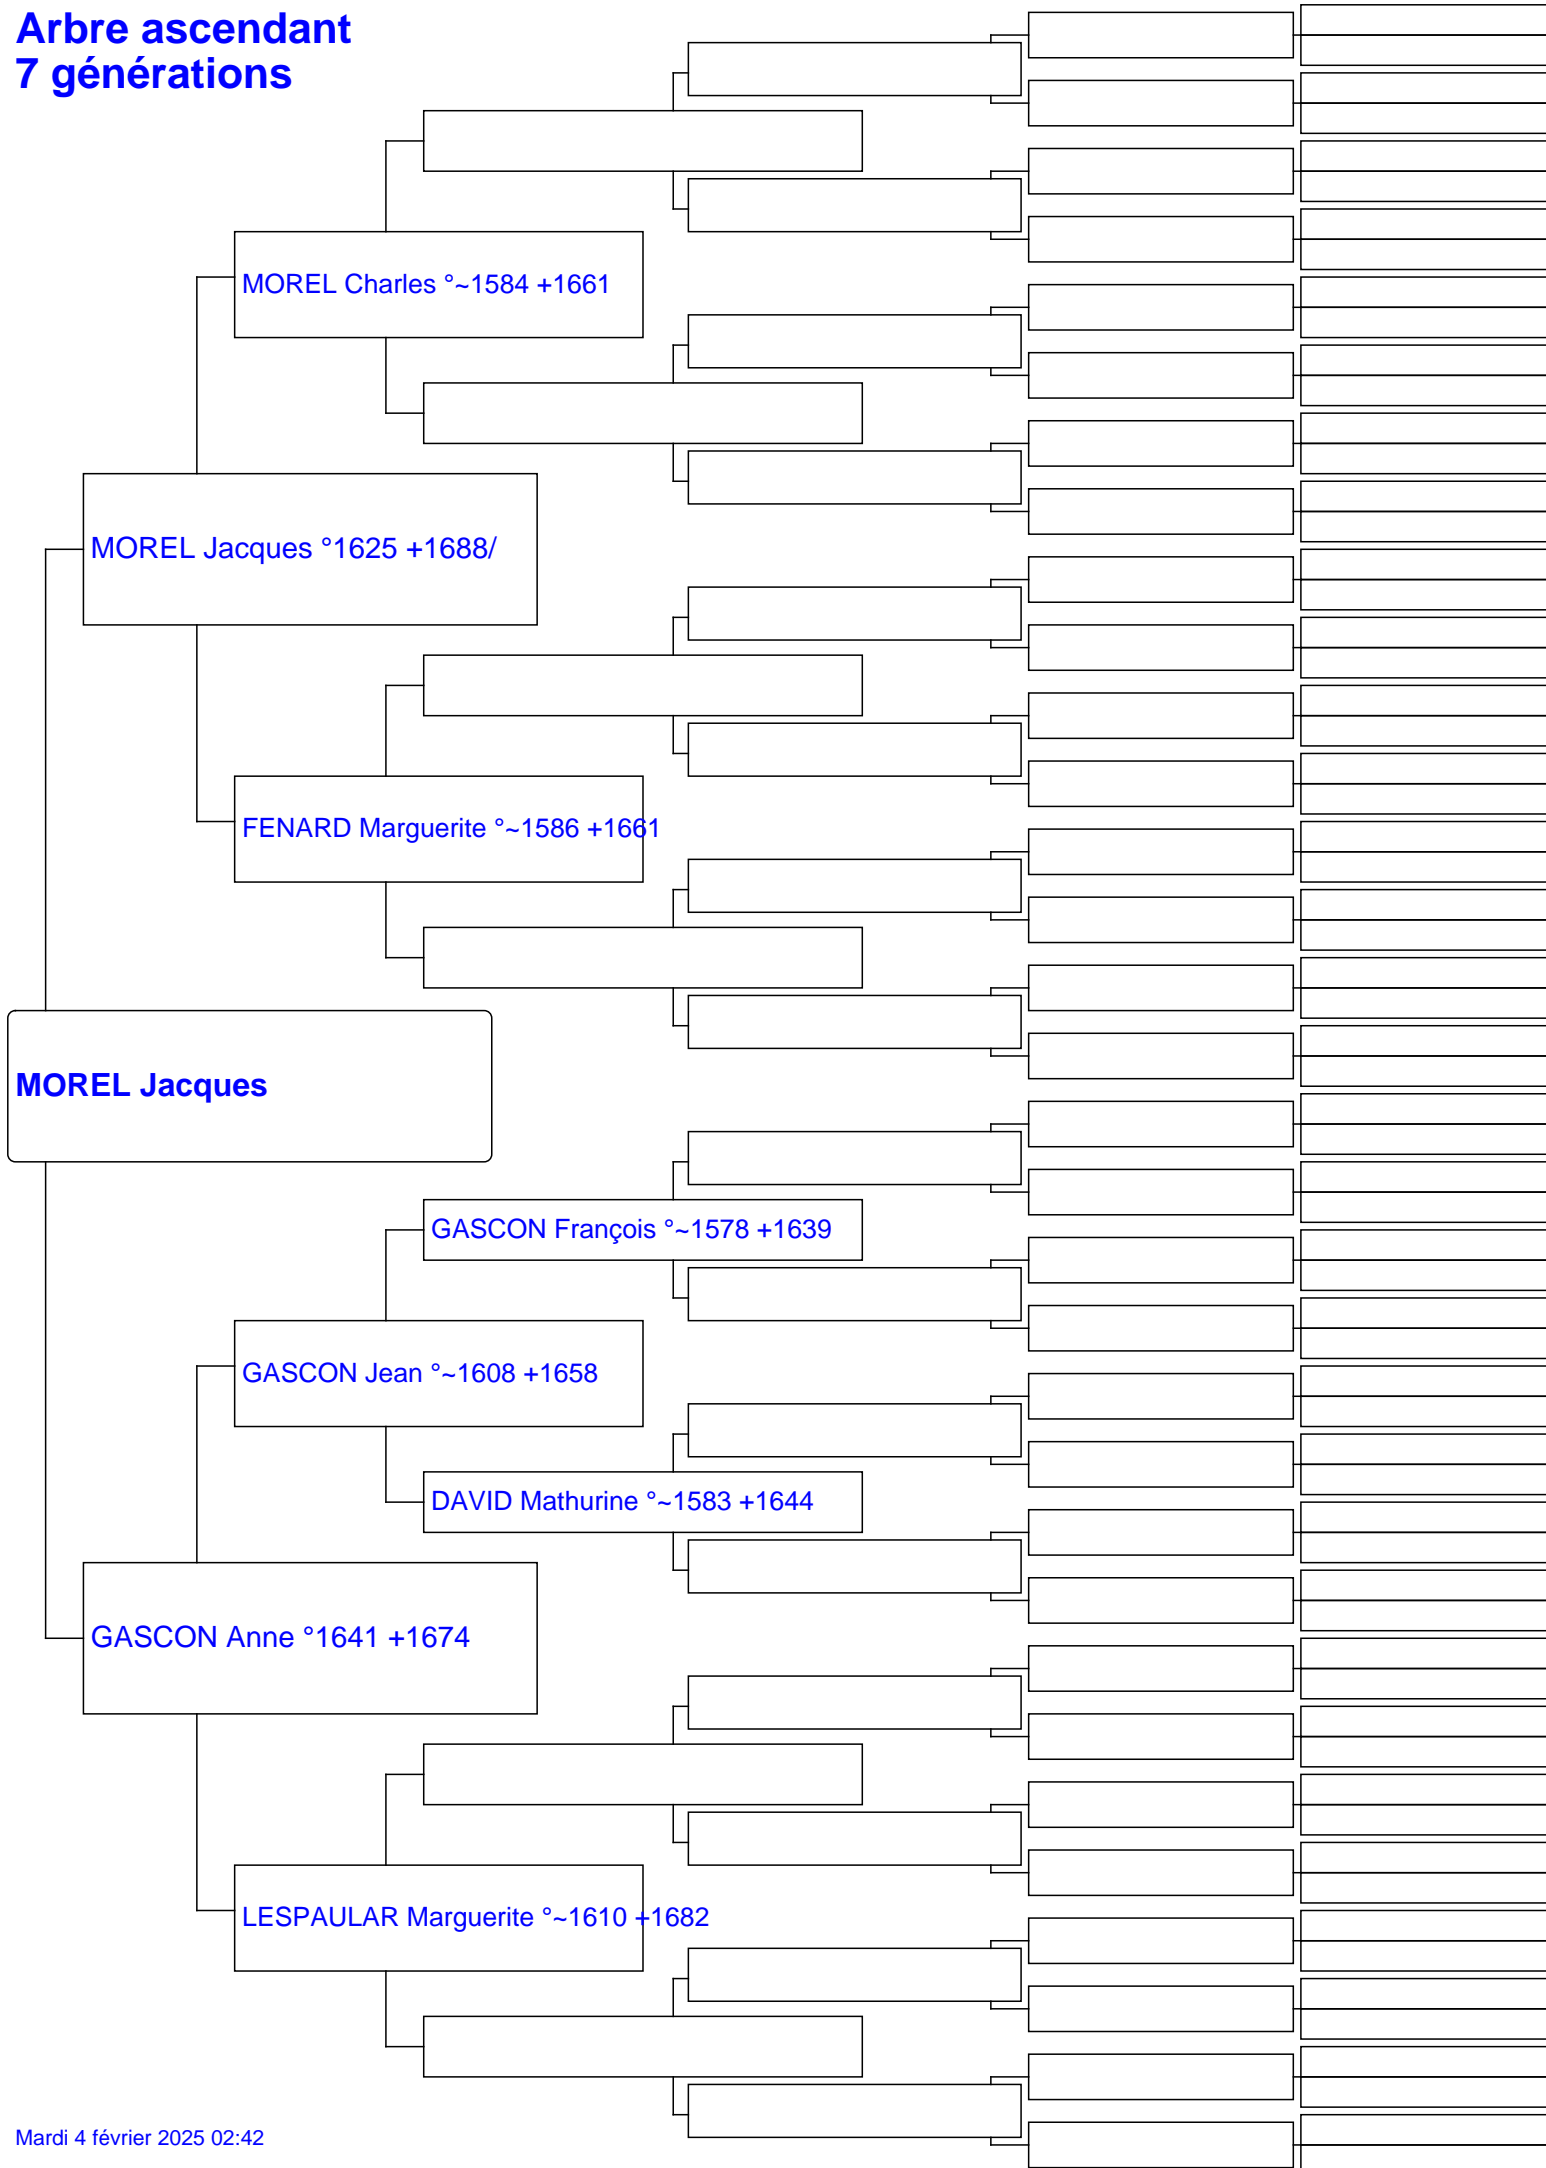 Arbre ascendant
7 générations
MOREL Charles °~1584 +1661
MOREL Jacques °1625 +1688/
FENARD Marguerite °~1586 +1661
MOREL Jacques
GASCON François °~1578 +1639
GASCON Jean °~1608 +1658
DAVID Mathurine °~1583 +1644
GASCON Anne °1641 +1674
LESPAULAR Marguerite °~1610 +1682
Mardi 4 février 2025 02:42